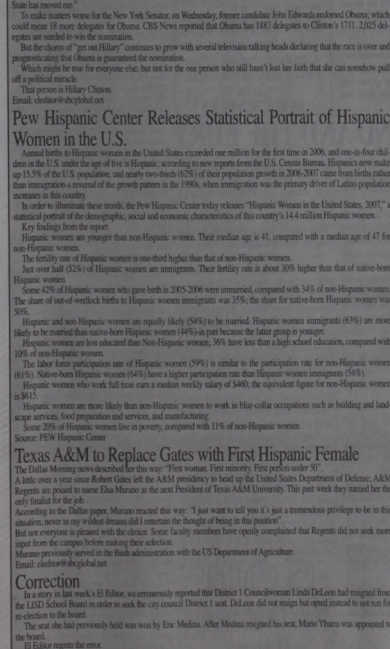 State has moved me."
To make matters worse for the New York Senator, on Wednesday, former candidate John Edwards endorsed Obama; which
could mean 18 more delegates for Obama. CBS News reported that Obama has 1883 delegates to Clinton's 1711. 2,025 del-
egates are needed to win the nomination.
But the chorus of "get out Hillary" continues to grow with several television talking heads declaring that the race is over and
prognosticating that Obama is guaranteed the nomination.
Which might be true for everyone else; but not for the one person who still hasn't lost her faith that she can somehow pull
off a political miracle.
That person is Hillary Clinton.
Email: eleditor@sbcglobal.net
Pew Hispanic Center Releases Statistical Portrait of Hispanic
Women in the U.S.
Annual births to Hispanic women in the United States exceeded one million for the first time in 2006, and one-in-four chil-
dren in the U.S. under the age of five is Hispanic, according to new reports from the U.S. Census Bureau. Hispanics now make
up 15.5% of the U.S. population, and nearly two-thirds (62%) of their population growth in 2006-2007 came from births rather
than immigration-a reversal of the growth pattern in the 1990s, when immigration was the primary driver of Latino population
increases in this country.
In order to illuminate these trends, the Pew Hispanic Center today releases "Hispanic Women in the United States, 2007," a
statistical portrait of the demographic, social and economic characteristics of this country's 14.4 million Hispanic women.
Key findings from the report:
Hispanic women are younger than non-Hispanic women. Their median age is 41, compared with a median age of 47 for
non-Hispanic women.
The fertility rate of Hispanic women is one-third higher than that of non-Hispanic women.
Just over half (52%) of Hispanic women are immigrants. Their fertility rate is about 30% higher than that of native-born
Hispanic women.
Some 42% of Hispanic women who gave birth in 2005-2006 were unmarried, compared with 34% of non-Hispanic women.
The share of out-of-wedlock births to Hispanic women immigrants was 35%; the share for native-born Hispanic women was
50%.
Hispanic and non-Hispanic women are equally likely (54%) to be married. Hispanic women immigrants (63%) are more
likely to be married than native-born Hispanic women (44%)-in part because the latter group is younger.
Hispanic women are less educated than Non-Hispanic women; 36% have less than a high school education, compared with
10% of non-Hispanic women.
The labor force participation rate of Hispanic women (59%) is similar to the participation rate for non-Hispanic women
(61%). Native-born Hispanic women (64%) have a higher participation rate than Hispanic women immigrants (54%).
Hispanic women who work full time earn a median weekly salary of $460, the equivalent figure for non-Hispanic women
is $615.
Hispanic women are more likely than non-Hispanic women to work in blue-collar occupations such as building and land-
scape services, food preparation and services, and manufacturing.
Some 20% of Hispanic women live in poverty, compared with 11% of non-Hispanic women.
Source: PEW Hispanic Center
Texas A&M to Replace Gates with First Hispanic Female
The Dallas Morning news described her this way: "First woman. First minority. First person under 50".
A little over a year since Robert Gates left the A&M presidency to head up the United States Department of Defense, A&M
Regents are poised to name Elsa Murano as the next President of Texas A&M University. This past week they named her the
only finalist for the job.
According to the Dallas paper, Murano reacted this way: "I just want to tell you it's just a tremendous privilege to be in this
situation, never in my wildest dreams did I entertain the thought of being in this position".
But not everyone is pleased with the choice. Some faculty members have openly complained that Regents did not seek more
input from the campus before making their selection.
Murano previously served in the Bush administration with the US Department of Agriculture.
Email: eleditor@sbcglobal.net
Correction
In a story in last week's El Editor, we erroneously reported that District 1 Councilwoman Linda DeLeon had resigned from
the LISD School Board in order to seek the city council District 1 seat. DeLeon did not resign but opted instead to not run for
re-election to the board.
The seat she had previously held was won by Eric Medina. After Medina resigned his seat, Mario Ybarra was appointed to
the board.
El Editor regrets the error.